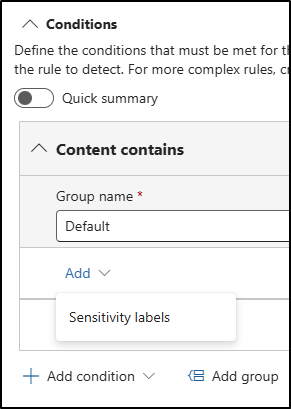 Conditions
Define the conditions that must be met for th
the rule to detect. For more complex rules, cr
Quick summary
Content contains
Group name *
Default
Add
Sensitivity labels
Add condition
Add group